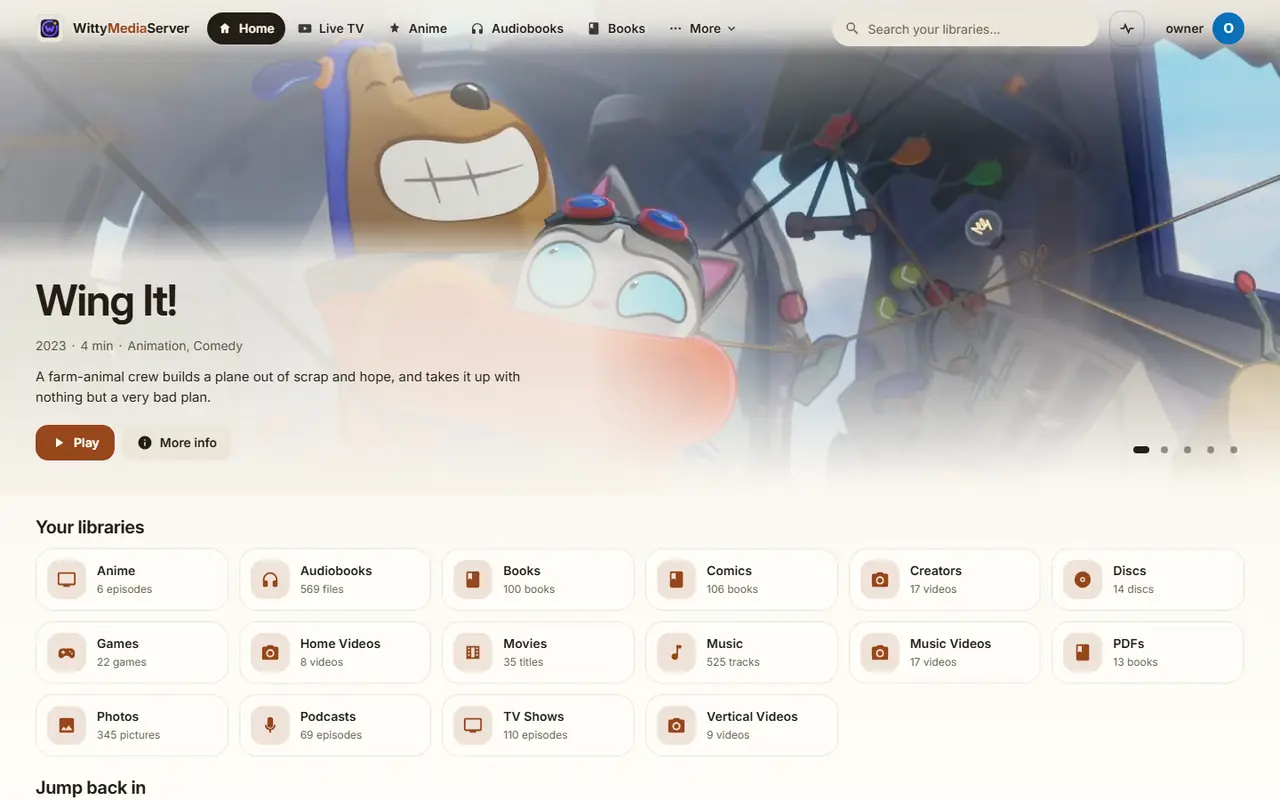 WittyMediaServer
Home
Live TV
Anime
Audiobooks
Books
More
Search your libraries...
owner
O
Wing It!
2023 · 4 min · Animation, Comedy
A farm-animal crew builds a plane out of scrap and hope, and takes it up with
nothing but a very bad plan.
Play
More info
Your libraries
Anime
6 episodes
Audiobooks
569 files
Books
100 books
Comics
106 books
Creators
17 videos
Discs
14 discs
Games
22 games
Home Videos
8 videos
Movies
35 titles
Music
525 tracks
Music Videos
17 videos
PDFs
13 books
Photos
345 pictures
Podcasts
69 episodes
TV Shows
110 episodes
Vertical Videos
9 videos
Jump back in